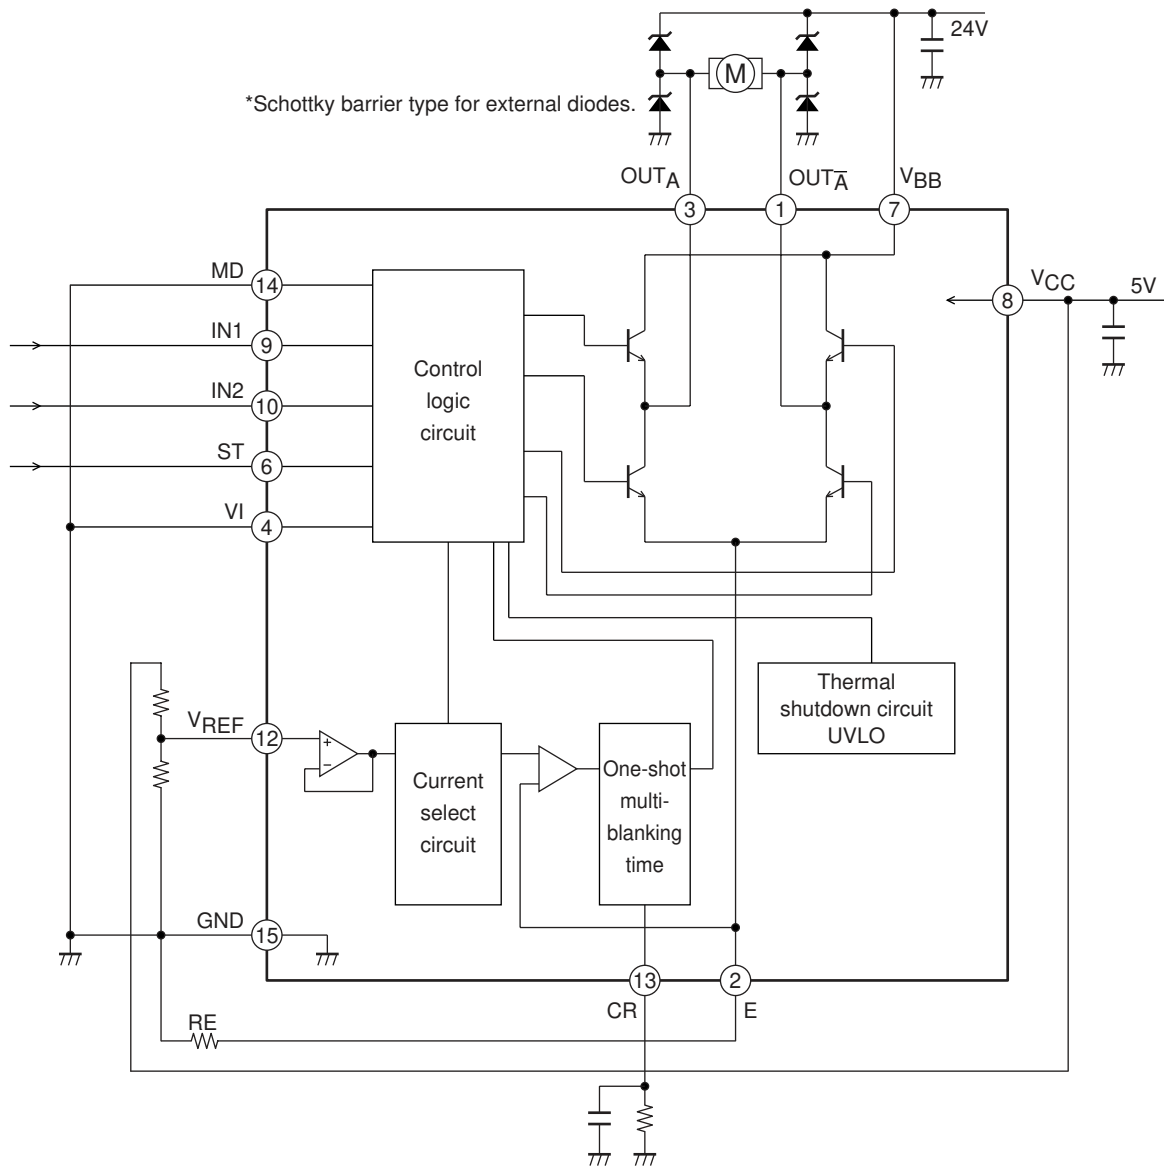 24V
M
*Schottky barrier type for external diodes.
OUTA
OUTA̅
VBB
3
1
7
MD
14
VCC
5V
8
IN1
9
Control
logic
circuit
IN2
10
ST
6
VI
4
Thermal
shutdown circuit
UVLO
VREF
12
+
−
Current
select
circuit
One-shot
multi-
blanking
time
GND
15
13
2
CR
E
RE